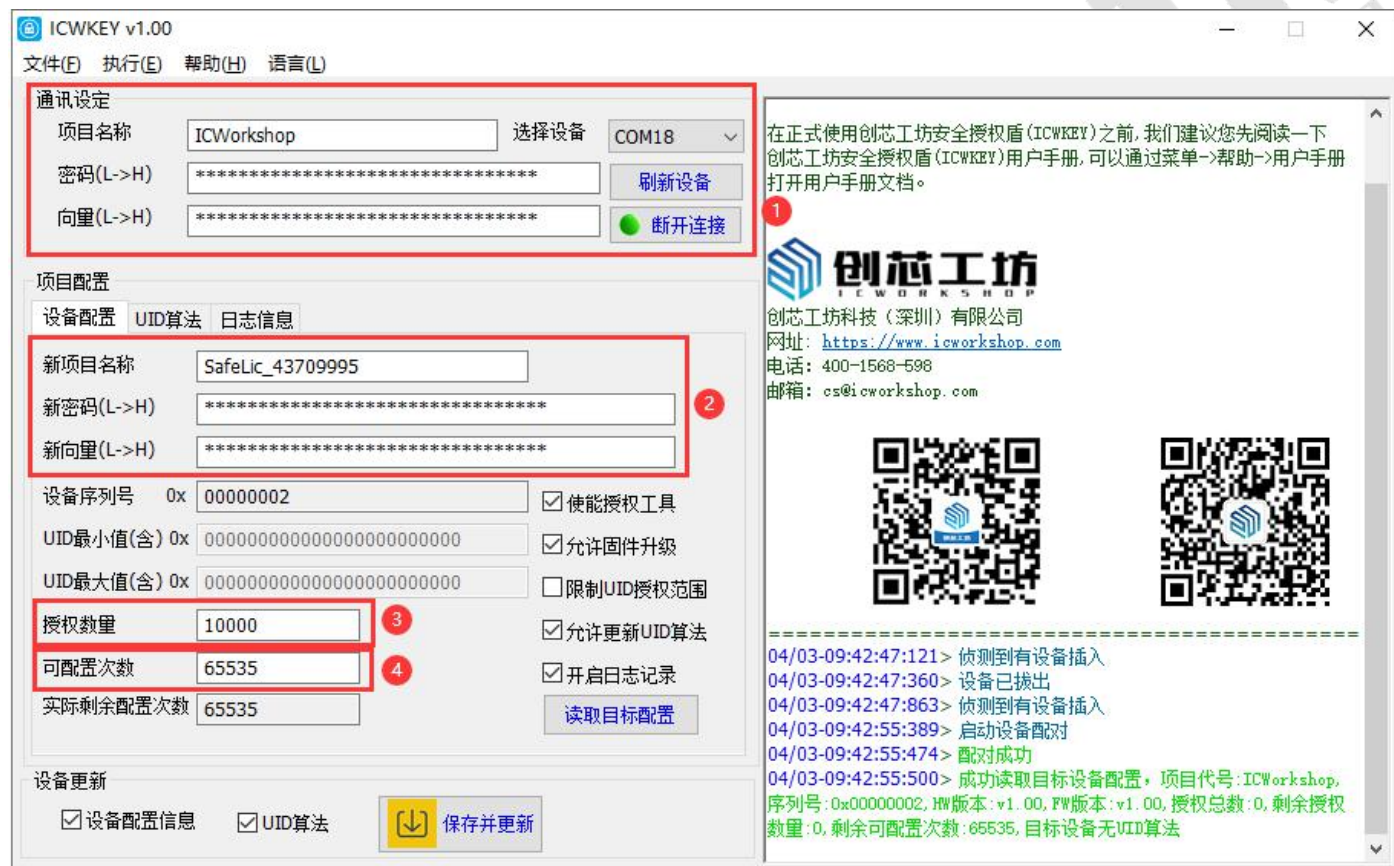 ICWKEY v1.00
文件(F) 执行(E) 帮助(H) 语言(L)
通讯设定
项目名称 ICWorkshop 选择设备 COM18
密码(L->H) ******************************** 刷新设备
向量(L->H) ******************************** 断开连接
1
项目配置
设备配置 UID算法 日志信息
新项目名称 SafeLic_43709995
新密码(L->H) ********************************
2
新向量(L->H) ********************************
设备序列号 0x 00000002 使能授权工具
UID最小值(含) 0x 000000000000000000000000 允许固件升级
UID最大值(含) 0x 000000000000000000000000 限制UID授权范围
授权数量 10000 3 允许更新UID算法
可配置次数 65535 4 开启日志记录
实际剩余配置次数 65535 读取目标配置
设备更新
设备配置信息 UID算法 保存并更新
在正式使用创芯工坊安全授权盾(ICWKEY)之前,我们建议您先阅读一下
创芯工坊安全授权盾(ICWKEY)用户手册,可以通过菜单->帮助->用户手册
打开用户手册文档。
创芯工坊
ICWORKSHOP
创芯工坊科技（深圳）有限公司
网址: https://www.icworkshop.com
电话: 400-1568-598
邮箱: cs@icworkshop.com
创芯工坊
===========================================
04/03-09:42:47:121> 侦测到有设备插入
04/03-09:42:47:360> 设备已拔出
04/03-09:42:47:863> 侦测到有设备插入
04/03-09:42:55:389> 启动设备配对
04/03-09:42:55:474> 配对成功
04/03-09:42:55:500> 成功读取目标设备配置，项目代号:ICWorkshop,
序列号:0x00000002,HW版本:v1.00,FW版本:v1.00,授权总数:0,剩余授权
数量:0,剩余可配置次数:65535,目标设备无UID算法